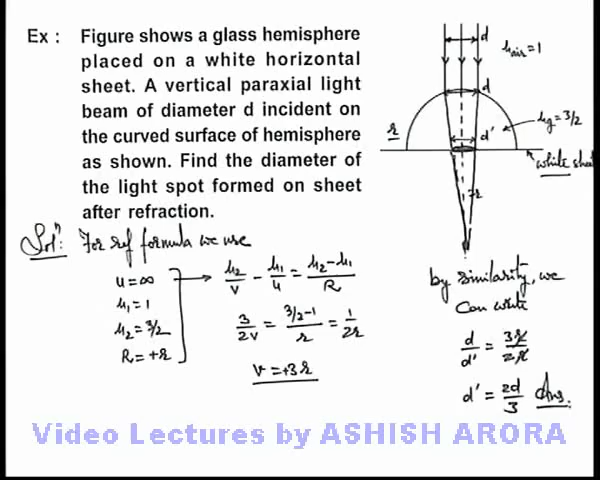 Ex : Figure shows a glass hemisphere
placed on a white horizontal
sheet. A vertical paraxial light
beam of diameter d incident on
the curved surface of hemisphere
as shown. Find the diameter of
the light spot formed on sheet
after refraction.
d
μair = 1
d
r
d'
μg = 3/2
white sheet
Solⁿ: For ref formula we use
u = ∞
μ₁ = 1
μ₂ = 3/2
R = +r
μ₂/v − μ₁/u = (μ₂ − μ₁)/R
3/2v = (3/2 − 1)/r = 1/2r
v = +3r
by similarity, we
can write
d/d' = 3r/2r
d' = 2d/3 Ans.
Video Lectures by ASHISH ARORA